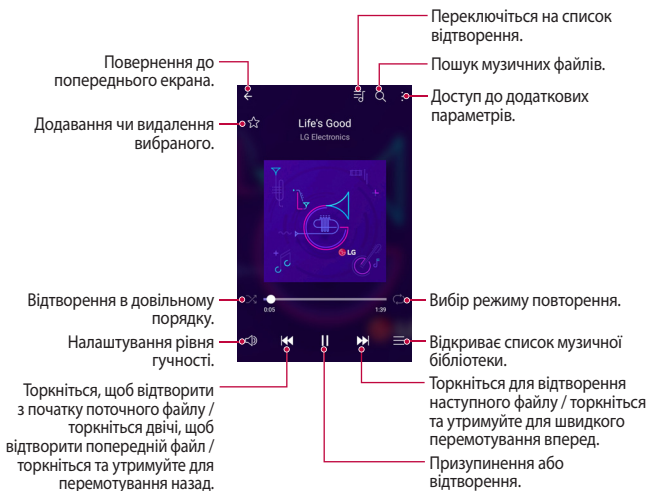 Переключіться на список
відтворення.
Повернення до
попереднього екрана.
Пошук музичних файлів.
Доступ до додаткових
параметрів.
Додавання чи видалення
вибраного.
Life's Good
LG Electronics
LG
Відтворення в довільному
порядку.
0:05
1:39
Вибір режиму повторення.
Налаштування рівня
гучності.
Відкриває список музичної
бібліотеки.
Торкніться, щоб відтворити
з початку поточного файлу /
торкніться двічі, щоб
відтворити попередній файл /
торкніться та утримуйте для
перемотування назад.
Торкніться для відтворення
наступного файлу / торкніться
та утримуйте для швидкого
перемотування вперед.
Призупинення або
відтворення.